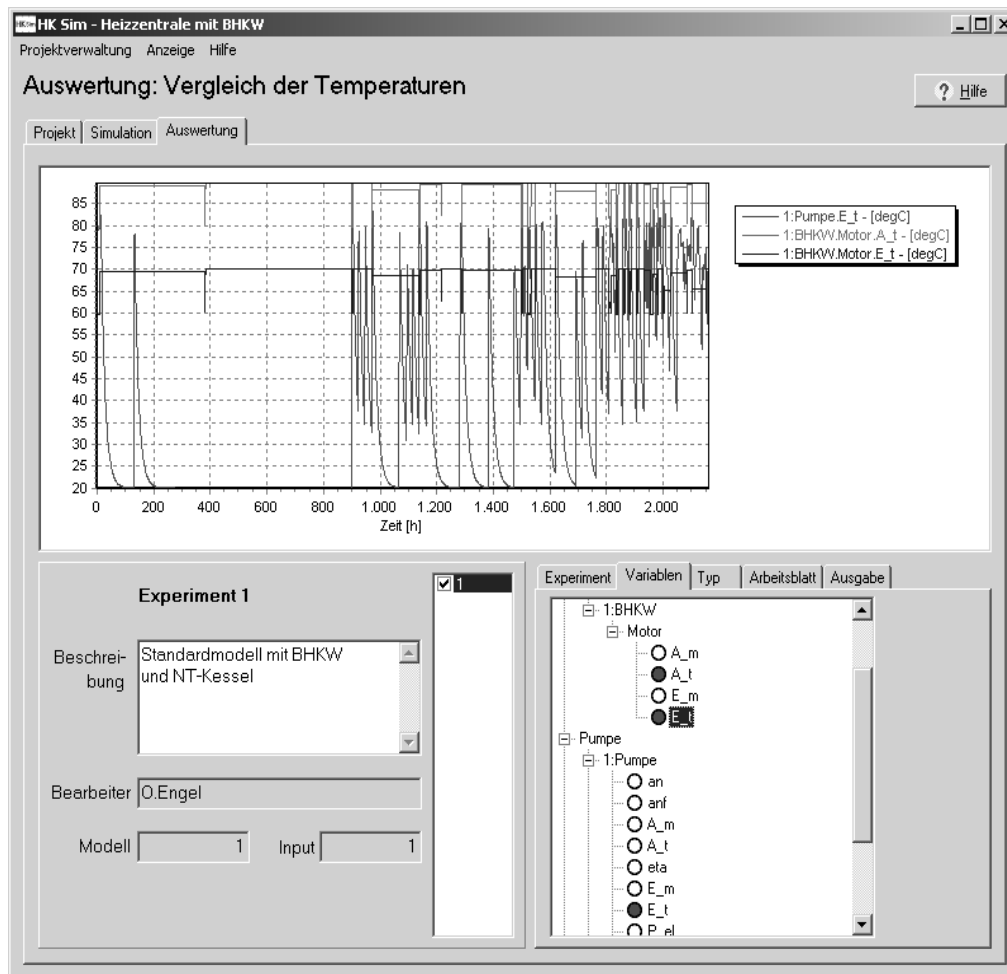 HK Sim - Heizzentrale mit BHKW
Projektverwaltung Anzeige Hilfe
Auswertung: Vergleich der Temperaturen
? Hilfe
Projekt Simulation Auswertung
85
80
75
70
65
60
55
50
45
40
35
30
25
20
0 200 400 600 800 1.000 1.200 1.400 1.600 1.800 2.000
Zeit [h]
1:Pumpe.E_t - [degC]
1:BHKW.Motor.A_t - [degC]
1:BHKW.Motor.E_t - [degC]
Experiment 1
Beschrei-
bung
Standardmodell mit BHKW
und NT-Kessel
Bearbeiter O.Engel
Modell 1 Input 1
1
Experiment Variablen Typ Arbeitsblatt Ausgabe
1:BHKW
Motor
A_m
A_t
E_m
E_t
Pumpe
1:Pumpe
an
anf
A_m
A_t
eta
E_m
E_t
P_el